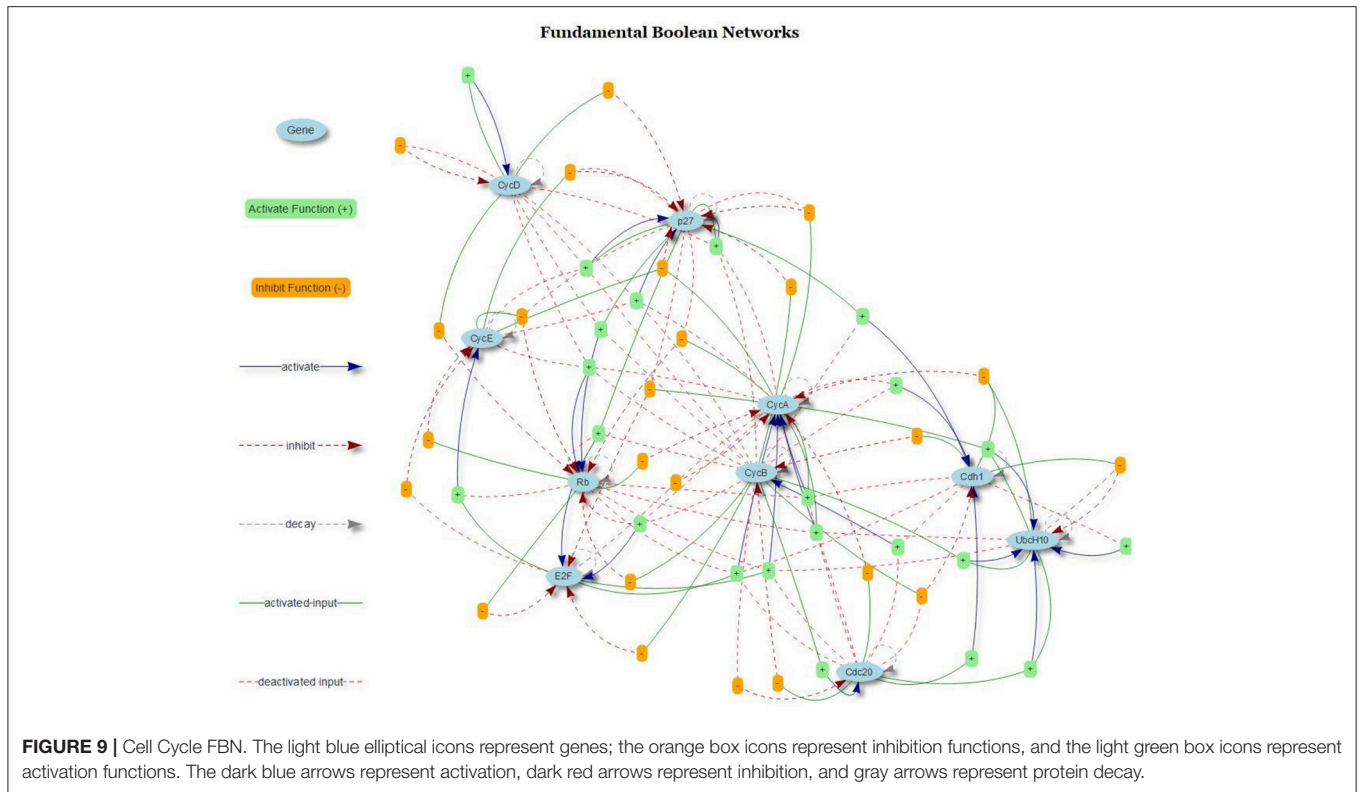 Fundamental Boolean Networks
Gene
Activate Function (+)
Inhibit Function (-)
activate
inhibit
decay
activated input
deactivated input
CycD
p27
CycE
CycA
CycB
Cdh1
Rb
UbcH10
E2F
Cdc20
FIGURE 9 | Cell Cycle FBN. The light blue elliptical icons represent genes; the orange box icons represent inhibition functions, and the light green box icons represent
activation functions. The dark blue arrows represent activation, dark red arrows represent inhibition, and gray arrows represent protein decay.